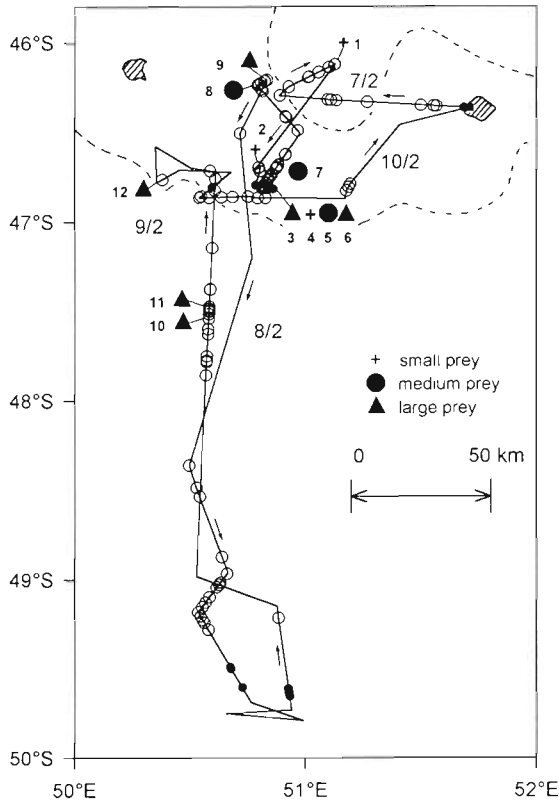 46°S
47°S
48°S
49°S
50°S
50°E
51°E
52°E
1
9
8
7/2
2
7
10/2
12
9/2
3 4 5 6
11
10
8/2
+ small prey
● medium prey
▲ large prey
0 50 km